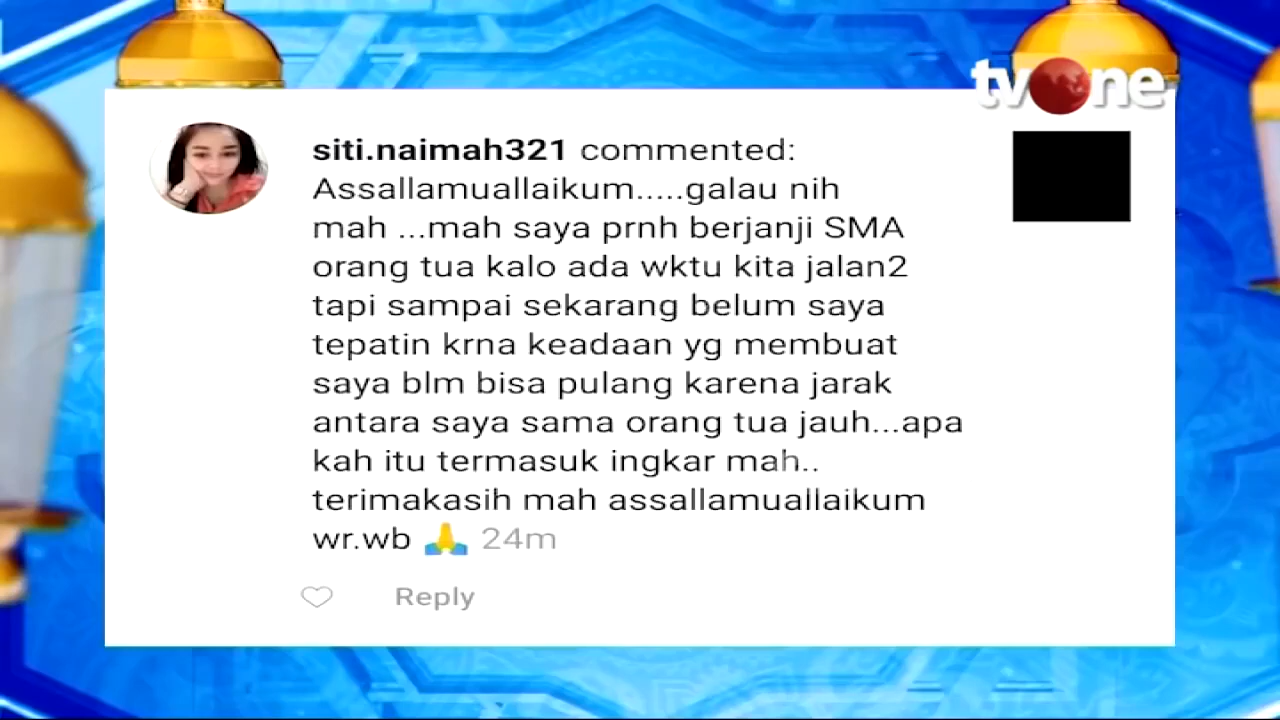 tvOne
siti.naimah321 commented:
Assallamuallaikum.....galau nih
mah ...mah saya prnh berjanji SMA
orang tua kalo ada wktu kita jalan2
tapi sampai sekarang belum saya
tepatin krna keadaan yg membuat
saya blm bisa pulang karena jarak
antara saya sama orang tua jauh...apa
kah itu termasuk ingkar mah..
terimakasih mah assallamuallaikum
wr.wb 🙏 24m
Reply